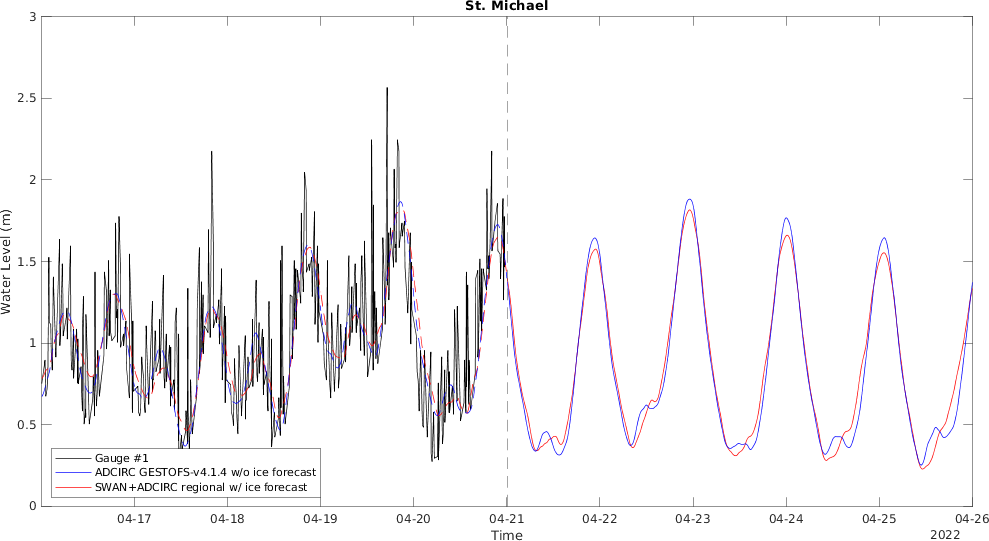 St. Michael
3
2.5
2
1.5
1
0.5
0
Water Level (m)
Gauge #1
ADCIRC GESTOFS-v4.1.4 w/o ice forecast
SWAN+ADCIRC regional w/ ice forecast
04-17 04-18 04-19 04-20 04-21 04-22 04-23 04-24 04-25 04-26
Time
2022